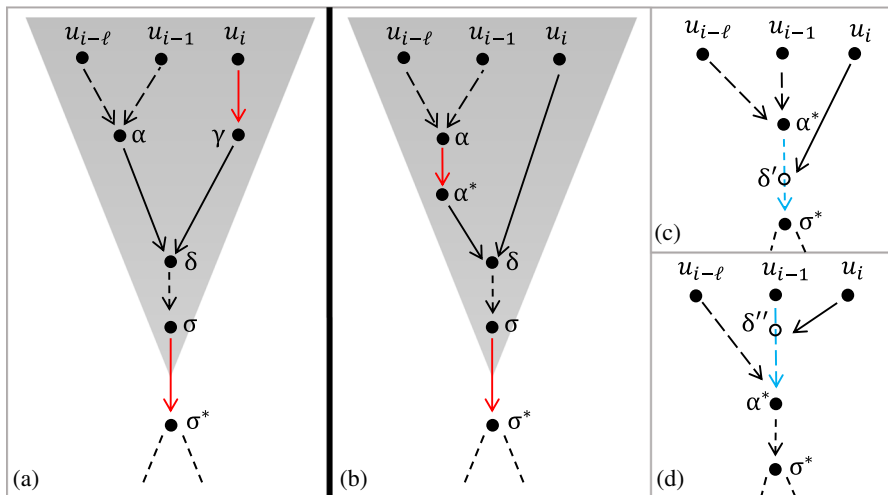 u_{i−ℓ} u_{i−1} u_i
α γ
δ
σ
σ*
(a)
u_{i−ℓ} u_{i−1} u_i
α
α*
δ
σ
σ*
(b)
u_{i−ℓ} u_{i−1} u_i
α*
δ′
σ*
(c)
u_{i−ℓ} u_{i−1} u_i
δ′′
α*
σ*
(d)